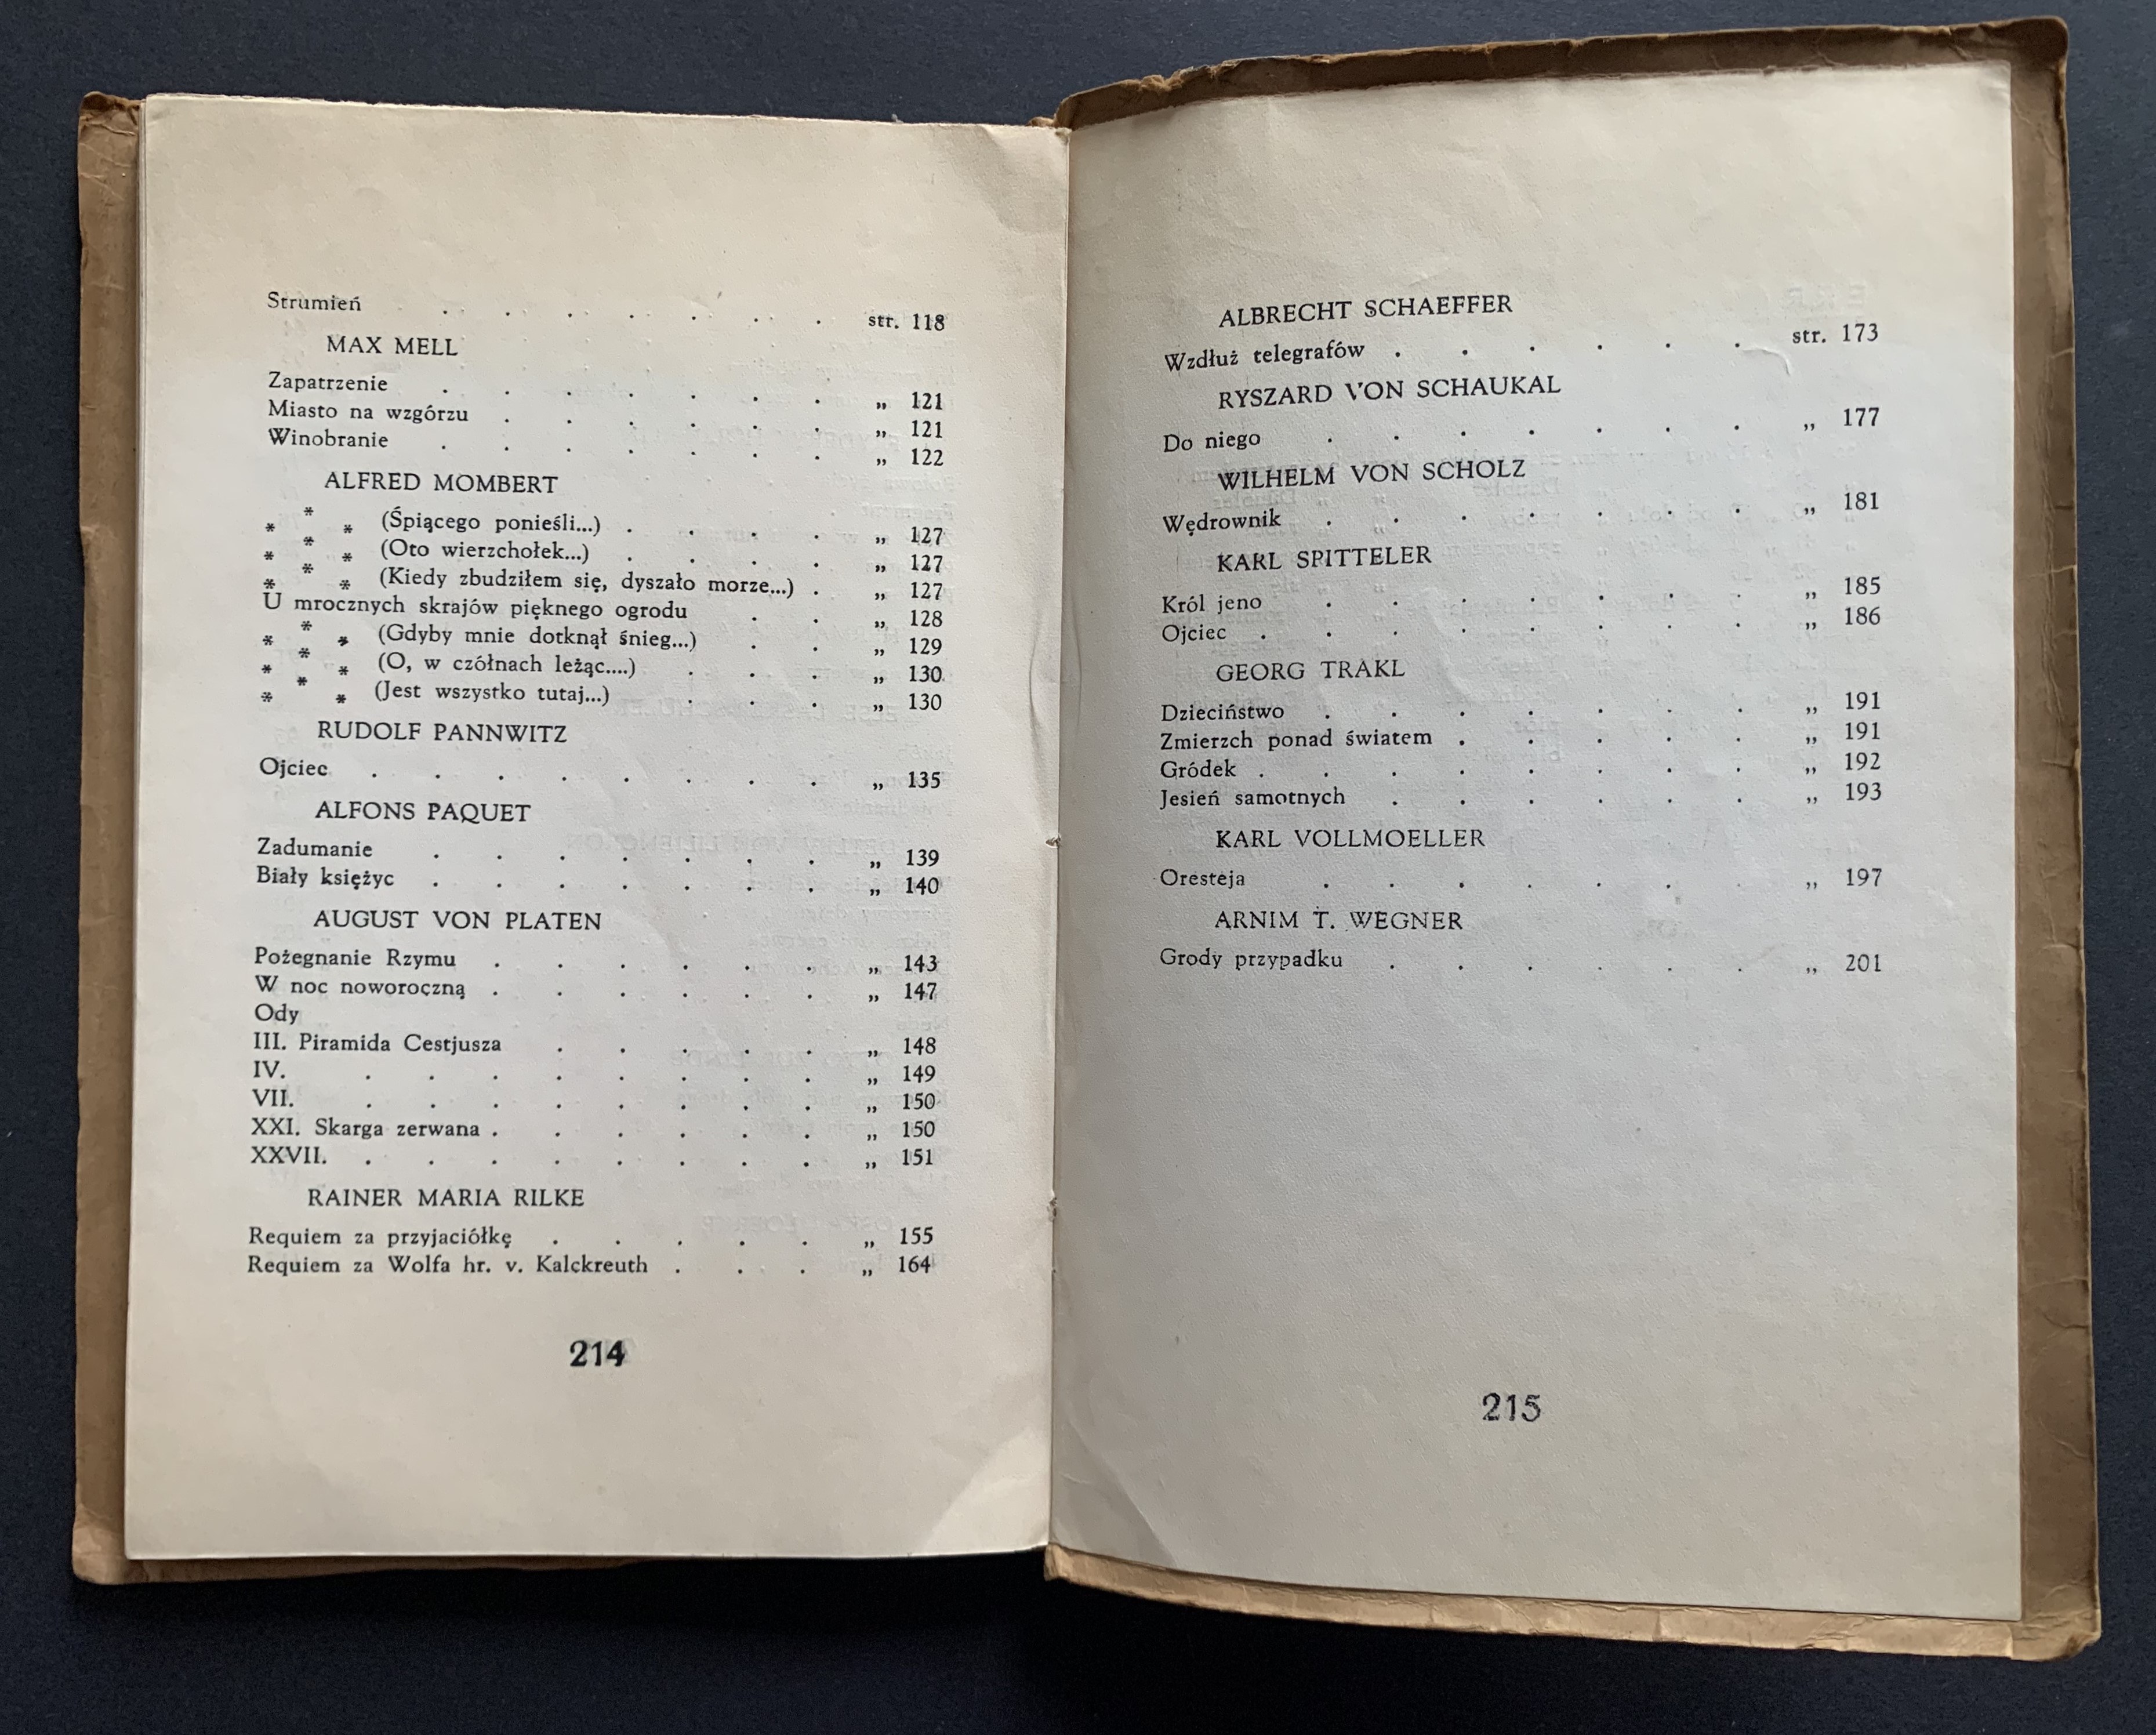 Strumień . . . . . . . str. 118
MAX MELL
Zapatrzenie . . . . . . . „ 121
Miasto na wzgórzu . . . . . . „ 121
Winobranie . . . . . . . „ 122
ALFRED MOMBERT
* * * (Śpiącego ponieśli...) . . . . „ 127
* * * (Oto wierzchołek...) . . . . „ 127
* * * (Kiedy zbudziłem się, dyszało morze...) . „ 127
U mrocznych skrajów pięknego ogrodu . . „ 128
* * * (Gdyby mnie dotknął śnieg...) . . „ 129
* * * (O, w czółnach leżąc....) . . . „ 130
* * * (Jest wszystko tutaj...) . . . „ 130
RUDOLF PANNWITZ
Ojciec . . . . . . . . „ 135
ALFONS PAQUET
Zadumanie . . . . . . . „ 139
Biały księżyc . . . . . . . „ 140
AUGUST VON PLATEN
Pożegnanie Rzymu . . . . . . „ 143
W noc noworoczną . . . . . . „ 147
Ody
III. Piramida Cestjusza . . . . . „ 148
IV. . . . . . . . . „ 149
VII. . . . . . . . . „ 150
XXI. Skarga zerwana . . . . . . „ 150
XXVII. . . . . . . . . „ 151
RAINER MARIA RILKE
Requiem za przyjaciółkę . . . . . „ 155
Requiem za Wolfa hr. v. Kalckreuth . . . „ 164
214
ALBRECHT SCHAEFFER
Wzdłuż telegrafów . . . . . . str. 173
RYSZARD VON SCHAUKAL
Do niego . . . . . . . „ 177
WILHELM VON SCHOLZ
Wędrownik . . . . . . . „ 181
KARL SPITTELER
Król jeno . . . . . . . „ 185
Ojciec . . . . . . . . „ 186
GEORG TRAKL
Dzieciństwo . . . . . . . „ 191
Zmierzch ponad światem . . . . . „ 191
Gródek . . . . . . . . „ 192
Jesień samotnych . . . . . . „ 193
KARL VOLLMOELLER
Oresteja . . . . . . . „ 197
ARNIM T. WEGNER
Grody przypadku . . . . . . „ 201
215